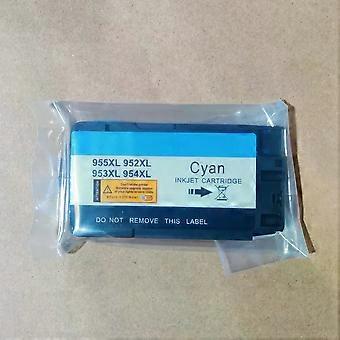 955XL 952XL
953XL 954XL
Cyan
INKJET CARTRIDGE
DO NOT REMOVE THIS LABEL